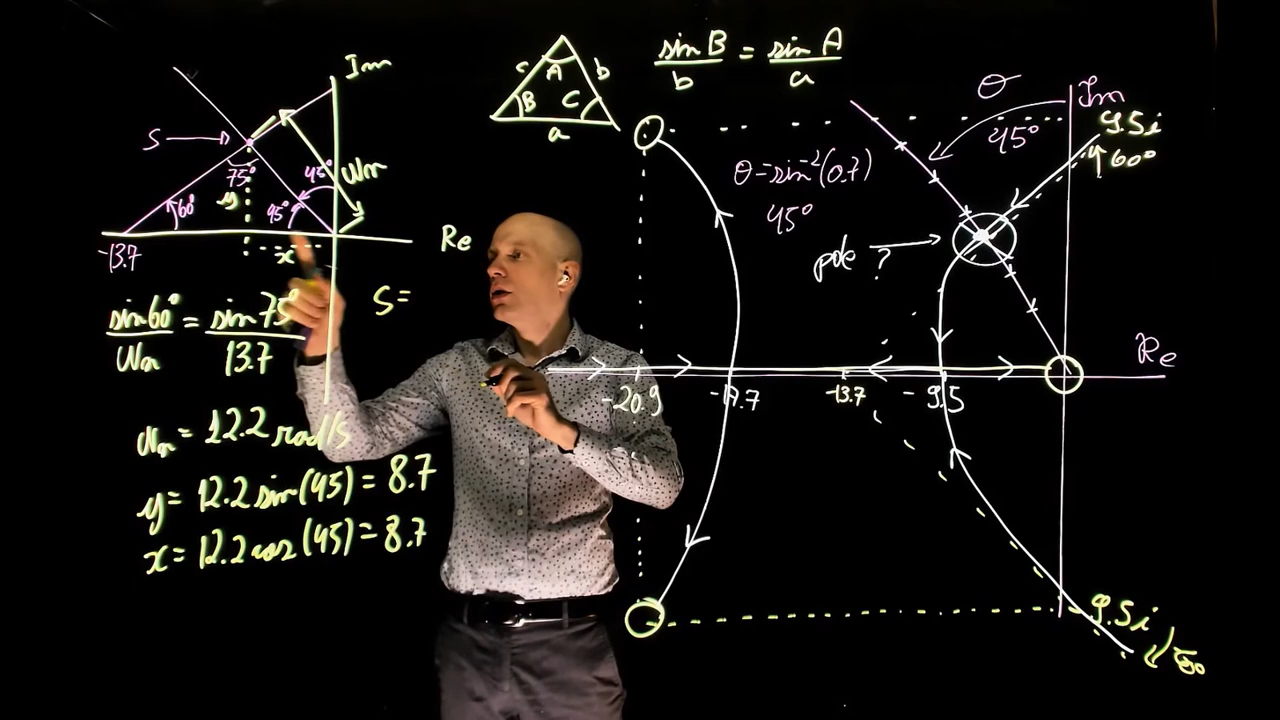 Im
S
75°
45°
ωn
60°
45°
y
-13.7
x
Re
S=
sin60° = sin75°
ωn 13.7
ωn = 12.2 rad/s
y = 12.2 sin(45) = 8.7
x = 12.2 cos(45) = 8.7
c A b
B C
a
sin B = sin A
b a
θ
Im
45°
9.5i
60°
θ = sin⁻¹(0.7)
45°
pole ?
Re
-20.9 -17.7 -13.7 -9.5
-9.5i